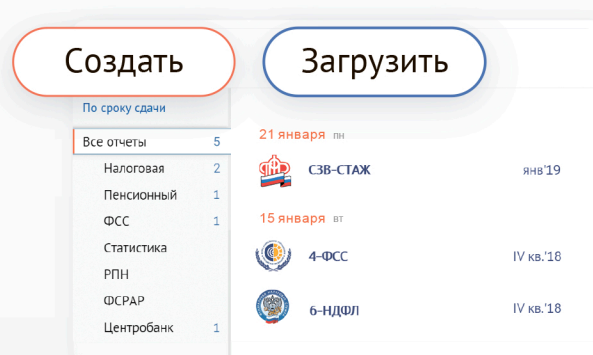 Создать Загрузить
По сроку сдачи
Все отчеты 5
Налоговая 2
Пенсионный 1
ФСС 1
Статистика
РПН
ФСРАР
Центробанк 1
21 января пн
СЗВ-СТАЖ янв'19
15 января вт
4-ФСС IV кв.'18
6-НДФЛ IV кв.'18